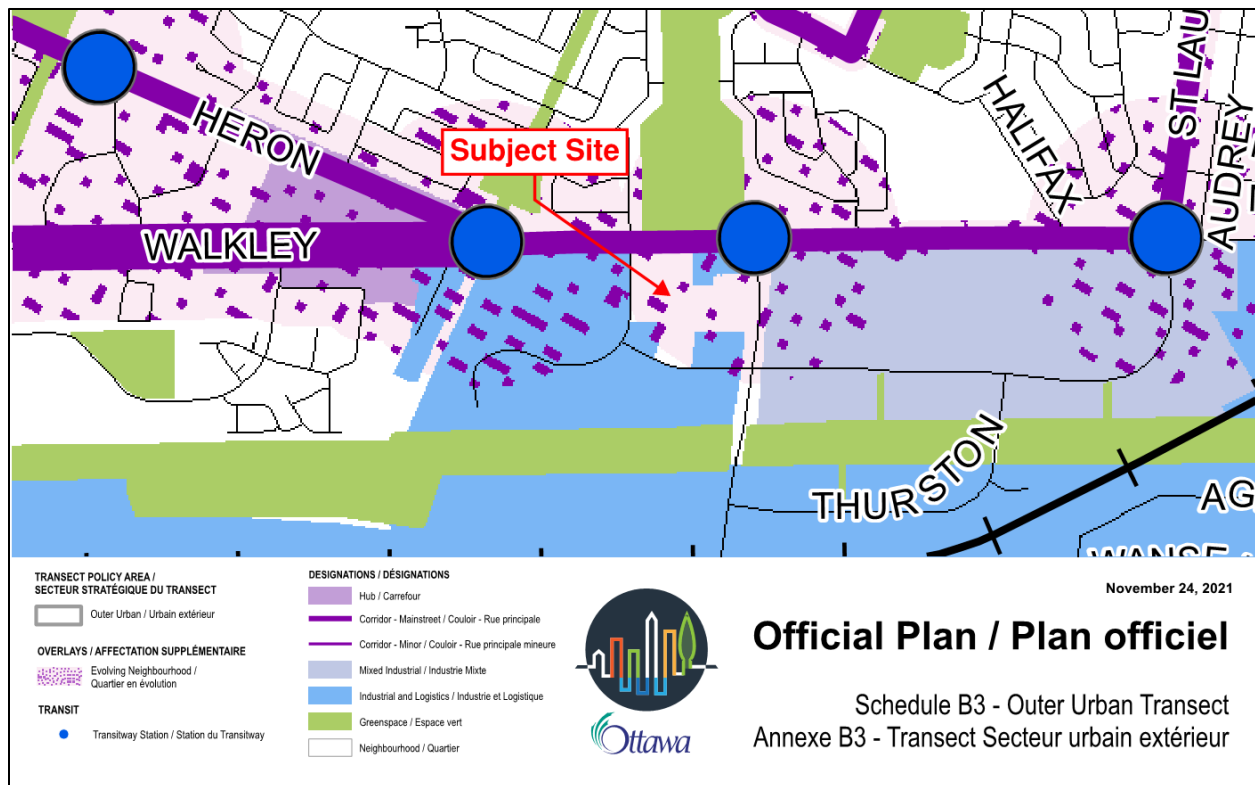 HERON
Subject Site
WALKLEY
HALIFAX
ST LAU
AUDREY
THURSTON
AG
WANSE
November 24, 2021
TRANSECT POLICY AREA /
SECTEUR STRATÉGIQUE DU TRANSECT
Outer Urban / Urbain extérieur
OVERLAYS / AFFECTATION SUPPLÉMENTAIRE
Evolving Neighbourhood /
Quartier en évolution
TRANSIT
Transitway Station / Station du Transitway
DESIGNATIONS / DÉSIGNATIONS
Hub / Carrefour
Corridor - Mainstreet / Couloir - Rue principale
Corridor - Minor / Couloir - Rue principale mineure
Mixed Industrial / Industrie Mixte
Industrial and Logistics / Industrie et Logistique
Greenspace / Espace vert
Neighbourhood / Quartier
Ottawa
Official Plan / Plan officiel
Schedule B3 - Outer Urban Transect
Annexe B3 - Transect Secteur urbain extérieur